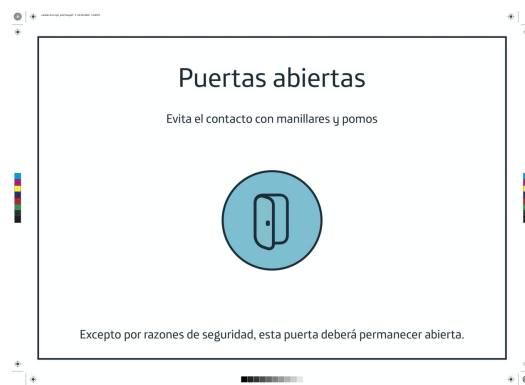 Puertas abiertas
Evita el contacto con manillares y pomos
Excepto por razones de seguridad, esta puerta deberá permanecer abierta.